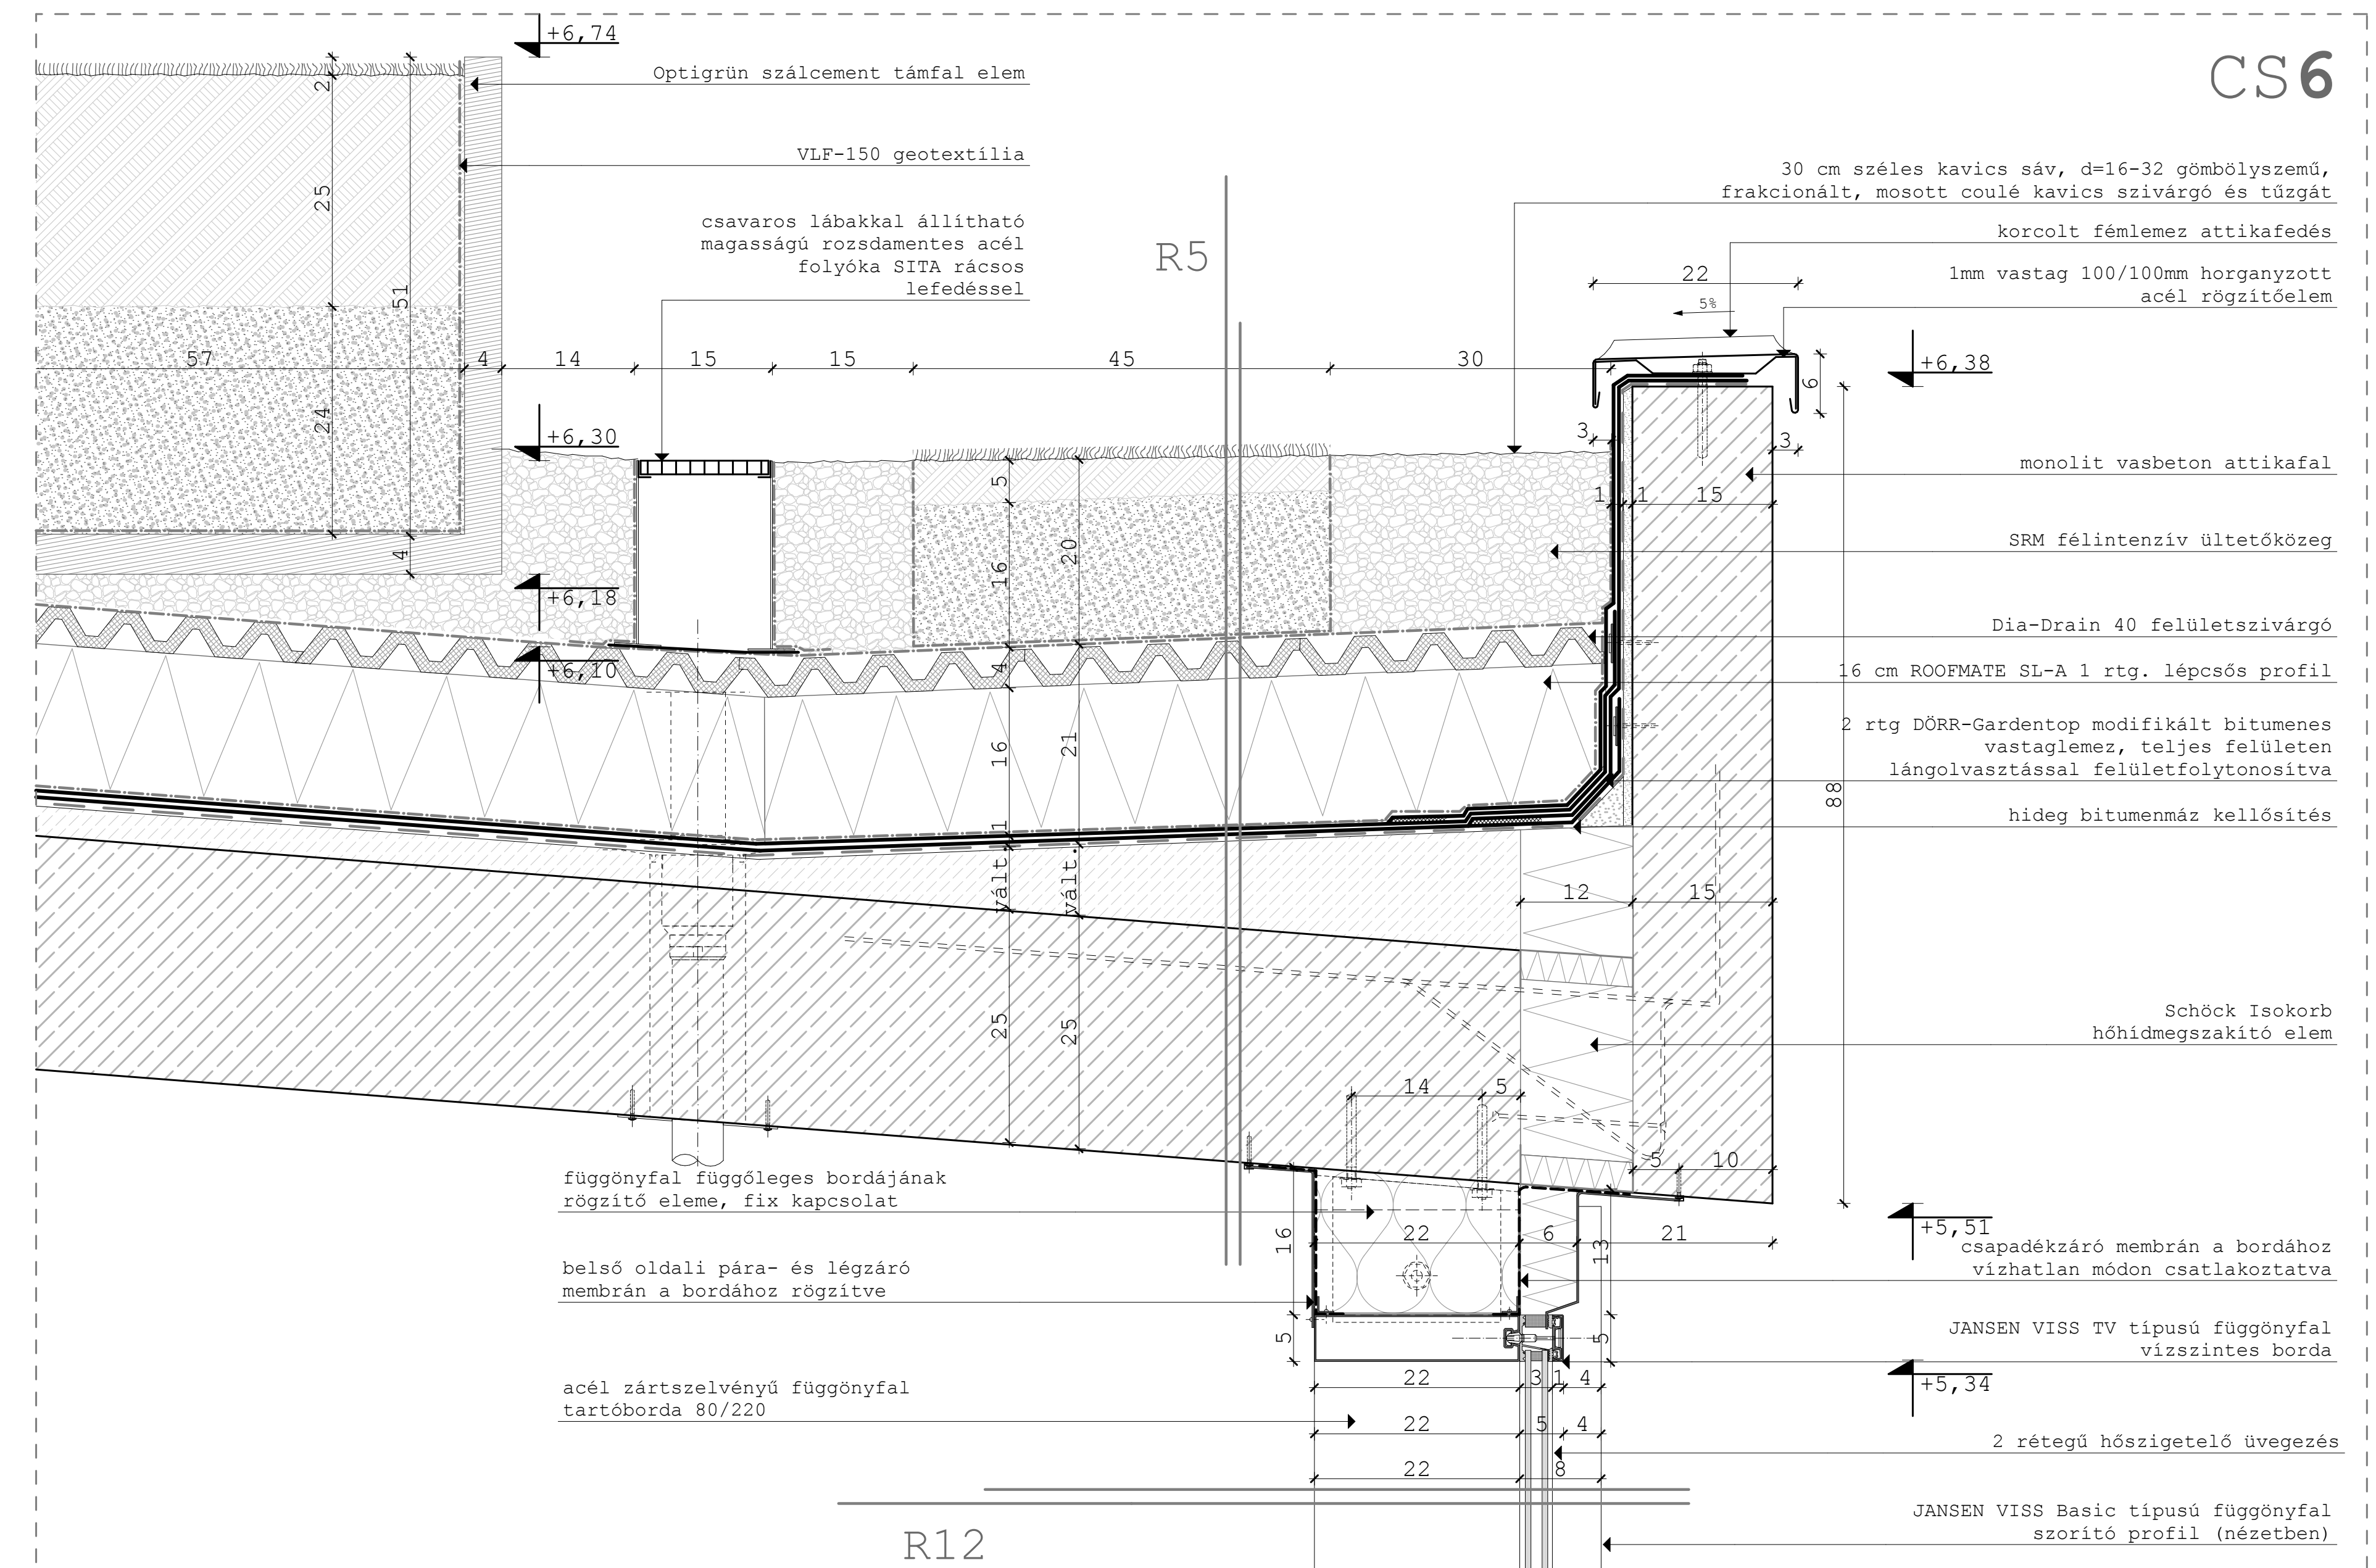 +6,74
CS6
Optigrün szálcement támfal elem
VLF-150 geotextília
csavaros lábakkal állítható
magasságú rozsdamentes acél
folyóka SITA rácsos
lefedéssel
R5
30 cm széles kavics sáv, d=16-32 gömbölyszemű,
frakcionált, mosott coulé kavics szivárgó és tűzgát
korcolt fémlemez attikafedés
1mm vastag 100/100mm horganyzott
acél rögzítőelem
22
5%
2
25
51
24
4
57
4
14
15
15
45
30
6
+6,38
+6,30
3
3
monolit vasbeton attikafal
1
1
15
5
16
20
SRM félintenzív ültetőközeg
+6,18
+6,10
Dia-Drain 40 felületszivárgó
16 cm ROOFMATE SL-A 1 rtg. lépcsős profil
4
16
21
2 rtg DÖRR-Gardentop modifikált bitumenes
vastaglemez, teljes felületen
lángolvasztással felületfolytonosítva
88
hideg bitumenmáz kellősítés
1
vált.
vált.
12
15
25
25
Schöck Isokorb
hőhídmegszakító elem
14
5
5
10
függönyfal függőleges bordájának
rögzítő eleme, fix kapcsolat
+5,51
16
22
6
13
21
csapadékzáró membrán a bordához
vízhatlan módon csatlakoztatva
belső oldali pára- és légzáró
membrán a bordához rögzítve
5
5
JANSEN VISS TV típusú függönyfal
vízszintes borda
+5,34
22
3
1
4
acél zártszelvényű függönyfal
tartóborda 80/220
22
5
4
2 rétegű hőszigetelő üvegezés
22
8
R12
JANSEN VISS Basic típusú függönyfal
szorító profil (nézetben)